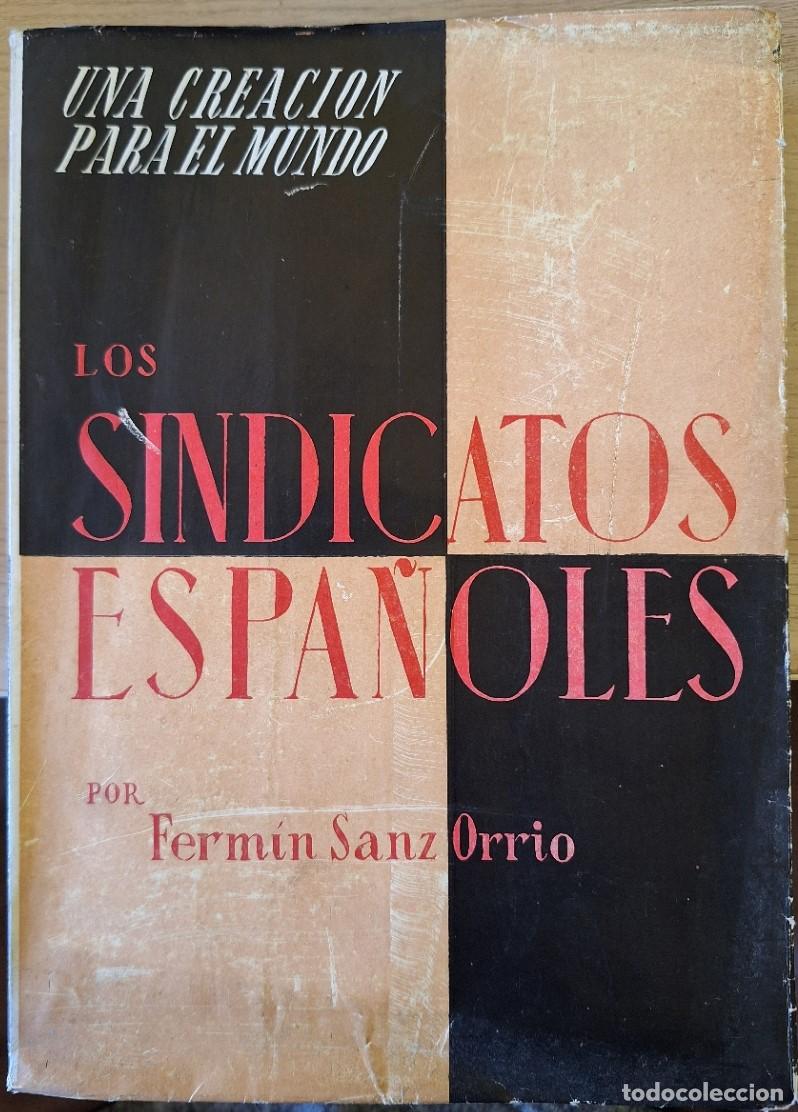 UNA CREACION
PARA EL MUNDO
LOS
SINDICATOS
ESPAÑOLES
POR
Fermín Sanz Orrio
todocoleccion